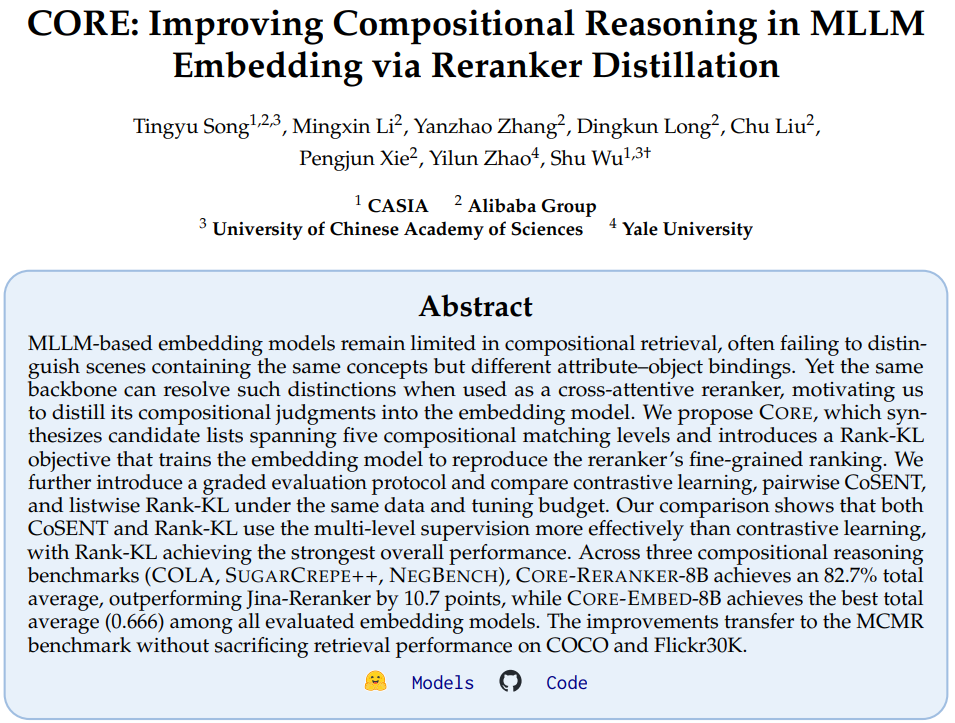 CORE: Improving Compositional Reasoning in MLLM
Embedding via Reranker Distillation
Tingyu Song1,2,3, Mingxin Li2, Yanzhao Zhang2, Dingkun Long2, Chu Liu2,
Pengjun Xie2, Yilun Zhao4, Shu Wu1,3†
1 CASIA 2 Alibaba Group
3 University of Chinese Academy of Sciences 4 Yale University
Abstract
MLLM-based embedding models remain limited in compositional retrieval, often failing to distin-
guish scenes containing the same concepts but different attribute–object bindings. Yet the same
backbone can resolve such distinctions when used as a cross-attentive reranker, motivating us
to distill its compositional judgments into the embedding model. We propose CORE, which syn-
thesizes candidate lists spanning five compositional matching levels and introduces a Rank-KL
objective that trains the embedding model to reproduce the reranker's fine-grained ranking. We
further introduce a graded evaluation protocol and compare contrastive learning, pairwise CoSENT,
and listwise Rank-KL under the same data and tuning budget. Our comparison shows that both
CoSENT and Rank-KL use the multi-level supervision more effectively than contrastive learning,
with Rank-KL achieving the strongest overall performance. Across three compositional reasoning
benchmarks (COLA, SUGARCREPE++, NEGBENCH), CORE-RERANKER-8B achieves an 82.7% total
average, outperforming Jina-Reranker by 10.7 points, while CORE-EMBED-8B achieves the best total
average (0.666) among all evaluated embedding models. The improvements transfer to the MCMR
benchmark without sacrificing retrieval performance on COCO and Flickr30K.
Models Code